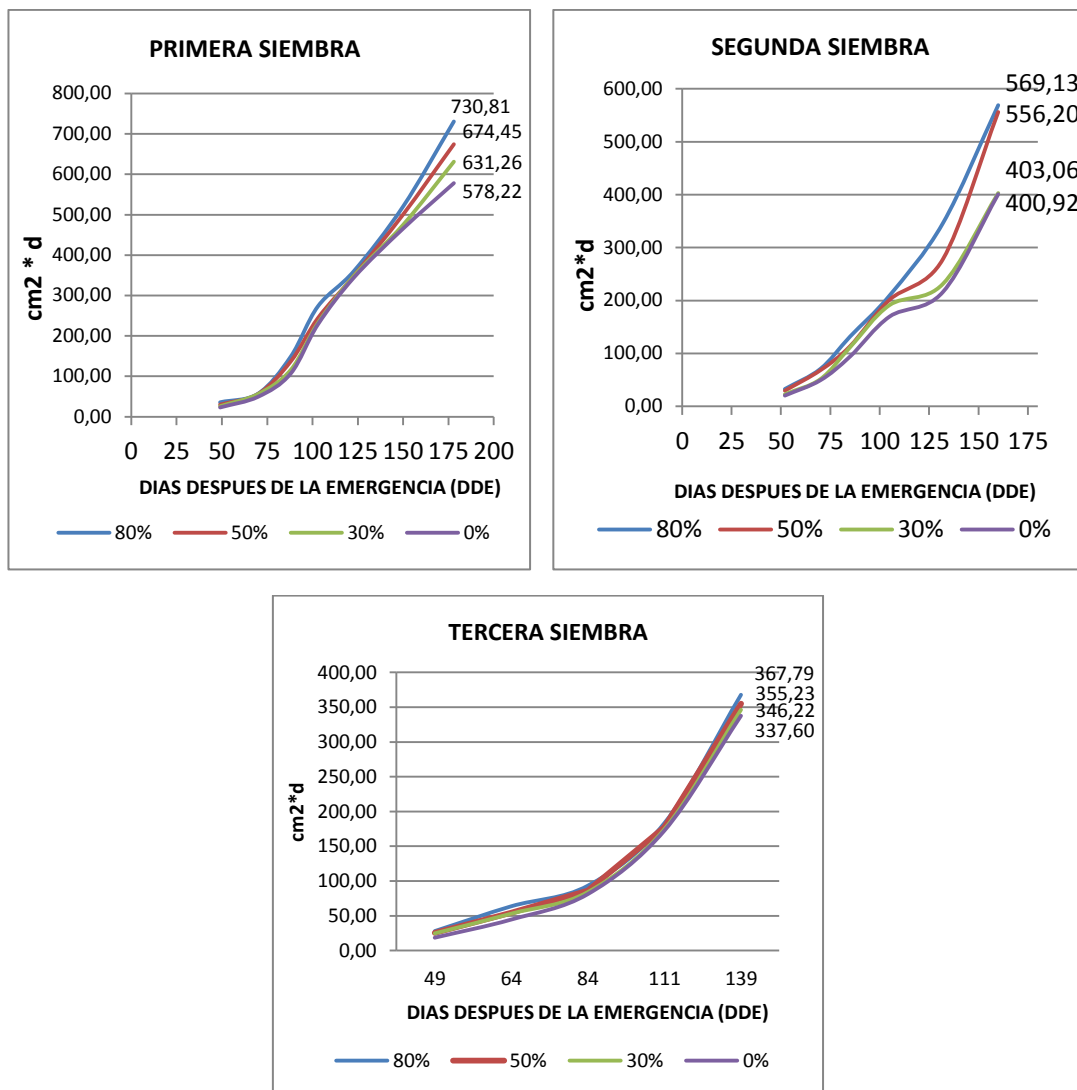 PRIMERA SIEMBRA
800,00
700,00
600,00
500,00
400,00
300,00
200,00
100,00
0,00
cm2 * d
730,81
674,45
631,26
578,22
0 25 50 75 100 125 150 175 200
DIAS DESPUES DE LA EMERGENCIA (DDE)
80% 50% 30% 0%
SEGUNDA SIEMBRA
600,00
500,00
400,00
300,00
200,00
100,00
0,00
cm2*d
569,13
556,20
403,06
400,92
0 25 50 75 100 125 150 175
DIAS DESPUES DE LA EMERGENCIA (DDE)
80% 50% 30% 0%
TERCERA SIEMBRA
400,00
350,00
300,00
250,00
200,00
150,00
100,00
50,00
0,00
cm2*d
367,79
355,23
346,22
337,60
49 64 84 111 139
DIAS DESPUES DE LA EMERGENCIA (DDE)
80% 50% 30% 0%